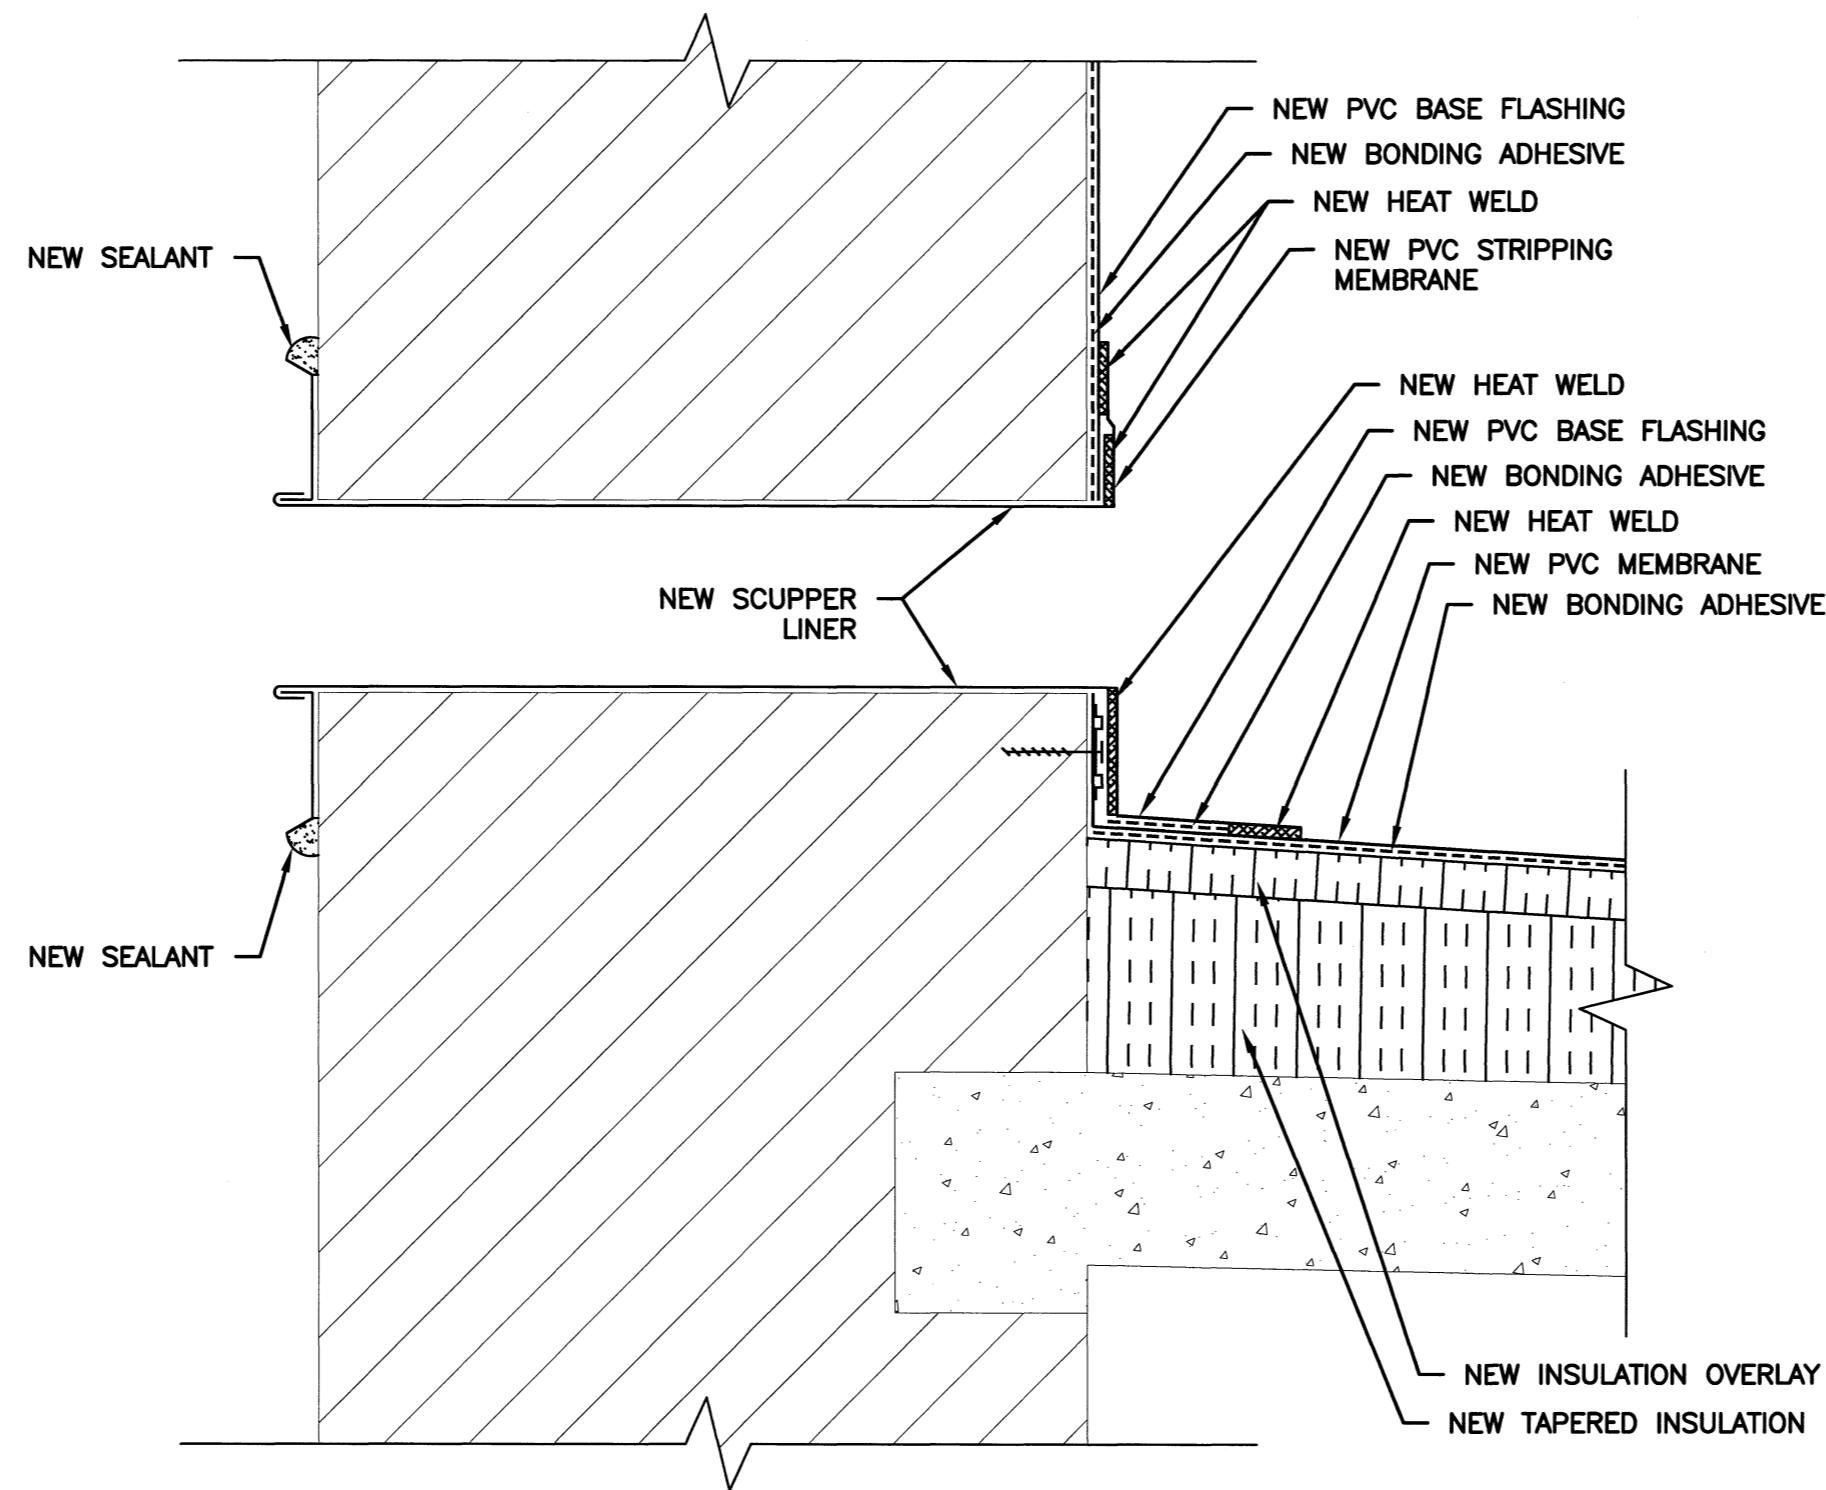 NEW PVC BASE FLASHING
NEW BONDING ADHESIVE
NEW HEAT WELD
NEW PVC STRIPPING
MEMBRANE
NEW SEALANT
NEW HEAT WELD
NEW PVC BASE FLASHING
NEW BONDING ADHESIVE
NEW HEAT WELD
NEW PVC MEMBRANE
NEW BONDING ADHESIVE
NEW SCUPPER
LINER
NEW SEALANT
NEW INSULATION OVERLAY
NEW TAPERED INSULATION